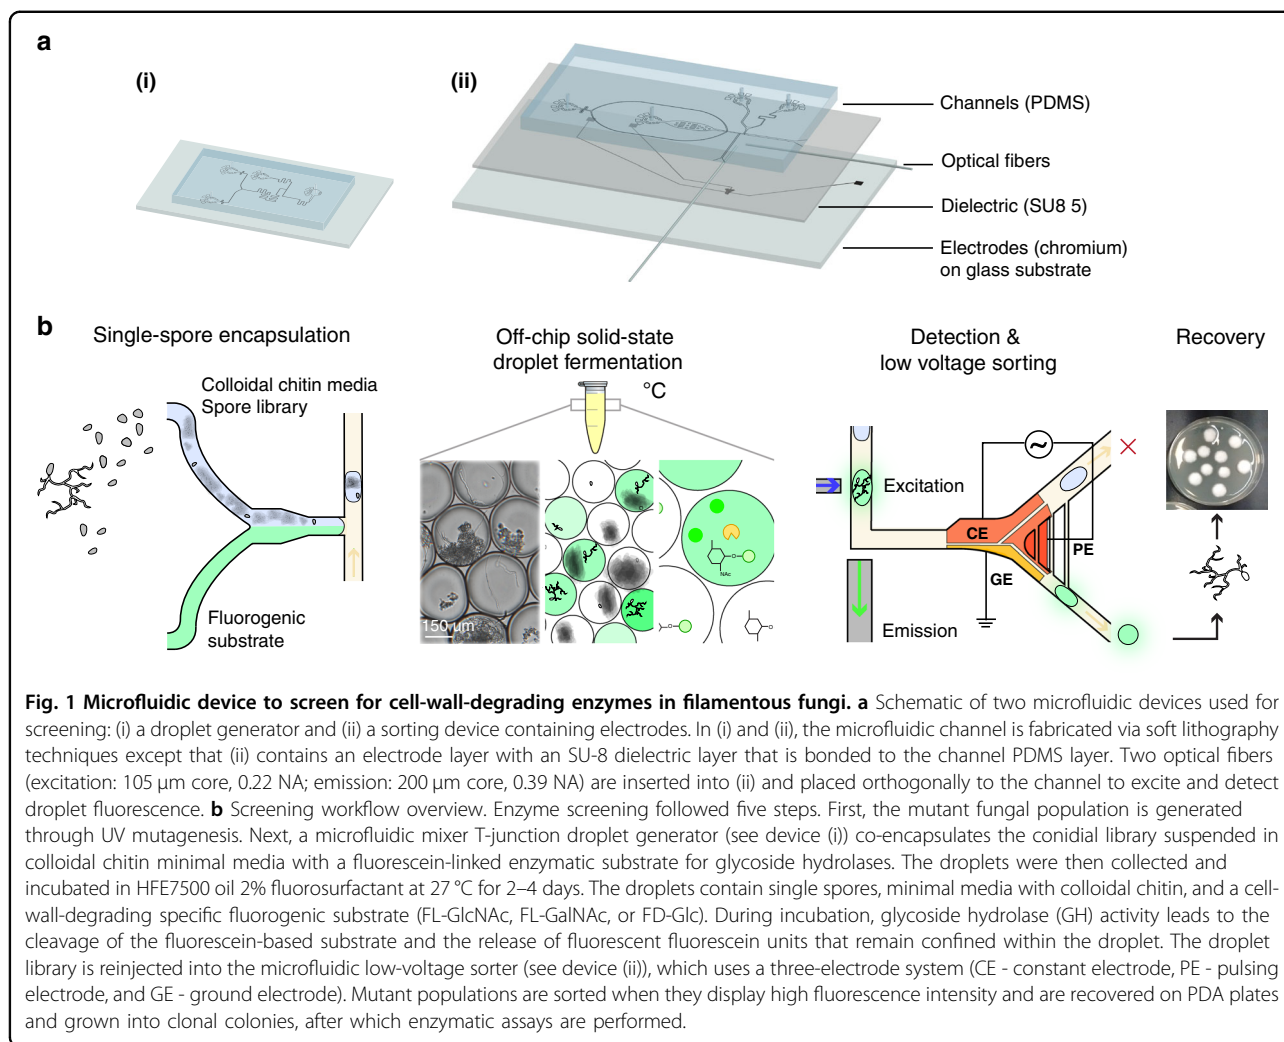 a
(i)
(ii)
Channels (PDMS)
Optical fibers
Dielectric (SU8 5)
Electrodes (chromium)
on glass substrate
b
Single-spore encapsulation
Colloidal chitin media
Spore library
Fluorogenic
substrate
Off-chip solid-state
droplet fermentation
°C
150 µm
NAc
O
O
Detection &
low voltage sorting
Excitation
Emission
CE
GE
PE
Recovery
Fig. 1 Microfluidic device to screen for cell-wall-degrading enzymes in filamentous fungi. a Schematic of two microfluidic devices used for
screening: (i) a droplet generator and (ii) a sorting device containing electrodes. In (i) and (ii), the microfluidic channel is fabricated via soft lithography
techniques except that (ii) contains an electrode layer with an SU-8 dielectric layer that is bonded to the channel PDMS layer. Two optical fibers
(excitation: 105 µm core, 0.22 NA; emission: 200 µm core, 0.39 NA) are inserted into (ii) and placed orthogonally to the channel to excite and detect
droplet fluorescence. b Screening workflow overview. Enzyme screening followed five steps. First, the mutant fungal population is generated
through UV mutagenesis. Next, a microfluidic mixer T-junction droplet generator (see device (i)) co-encapsulates the conidial library suspended in
colloidal chitin minimal media with a fluorescein-linked enzymatic substrate for glycoside hydrolases. The droplets were then collected and
incubated in HFE7500 oil 2% fluorosurfactant at 27 °C for 2–4 days. The droplets contain single spores, minimal media with colloidal chitin, and a cell-
wall-degrading specific fluorogenic substrate (FL-GlcNAc, FL-GalNAc, or FD-Glc). During incubation, glycoside hydrolase (GH) activity leads to the
cleavage of the fluorescein-based substrate and the release of fluorescent fluorescein units that remain confined within the droplet. The droplet
library is reinjected into the microfluidic low-voltage sorter (see device (ii)), which uses a three-electrode system (CE - constant electrode, PE - pulsing
electrode, and GE - ground electrode). Mutant populations are sorted when they display high fluorescence intensity and are recovered on PDA plates
and grown into clonal colonies, after which enzymatic assays are performed.